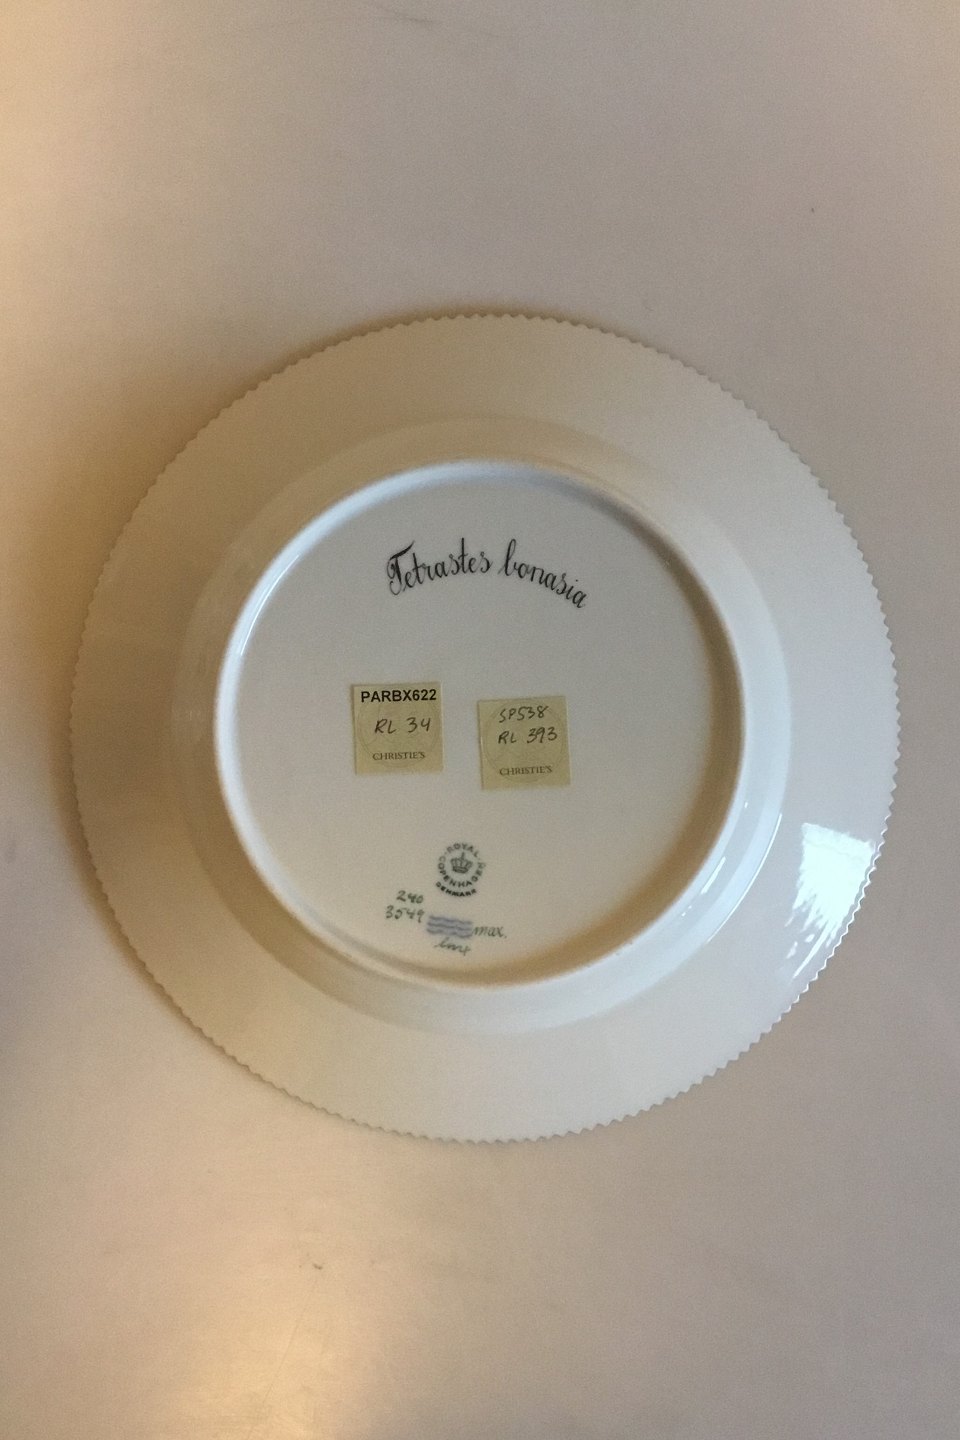 Tetrastes bonasia
PARBX622
RL 34
CHRISTIE'S
SP538
RL 393
CHRISTIE'S
ROYAL
COPENHAGEN
DENMARK
240
3549
max.